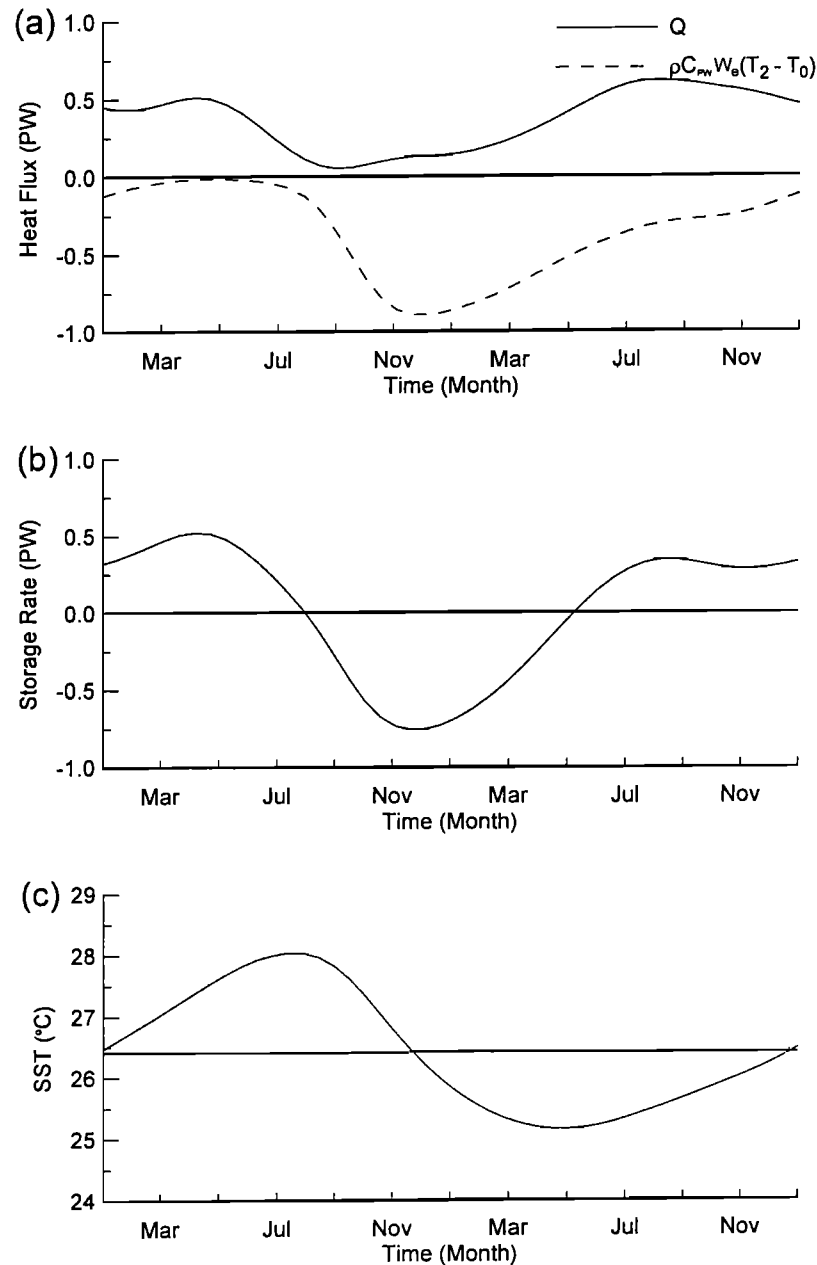 (a)
Q
ρC_PW W_e(T₂ - T₀)
1.0
0.5
0.0
-0.5
-1.0
Heat Flux (PW)
Mar Jul Nov Mar Jul Nov
Time (Month)
(b)
1.0
0.5
0.0
-0.5
-1.0
Storage Rate (PW)
Mar Jul Nov Mar Jul Nov
Time (Month)
(c)
29
28
27
26
25
24
SST (°C)
Mar Jul Nov Mar Jul Nov
Time (Month)